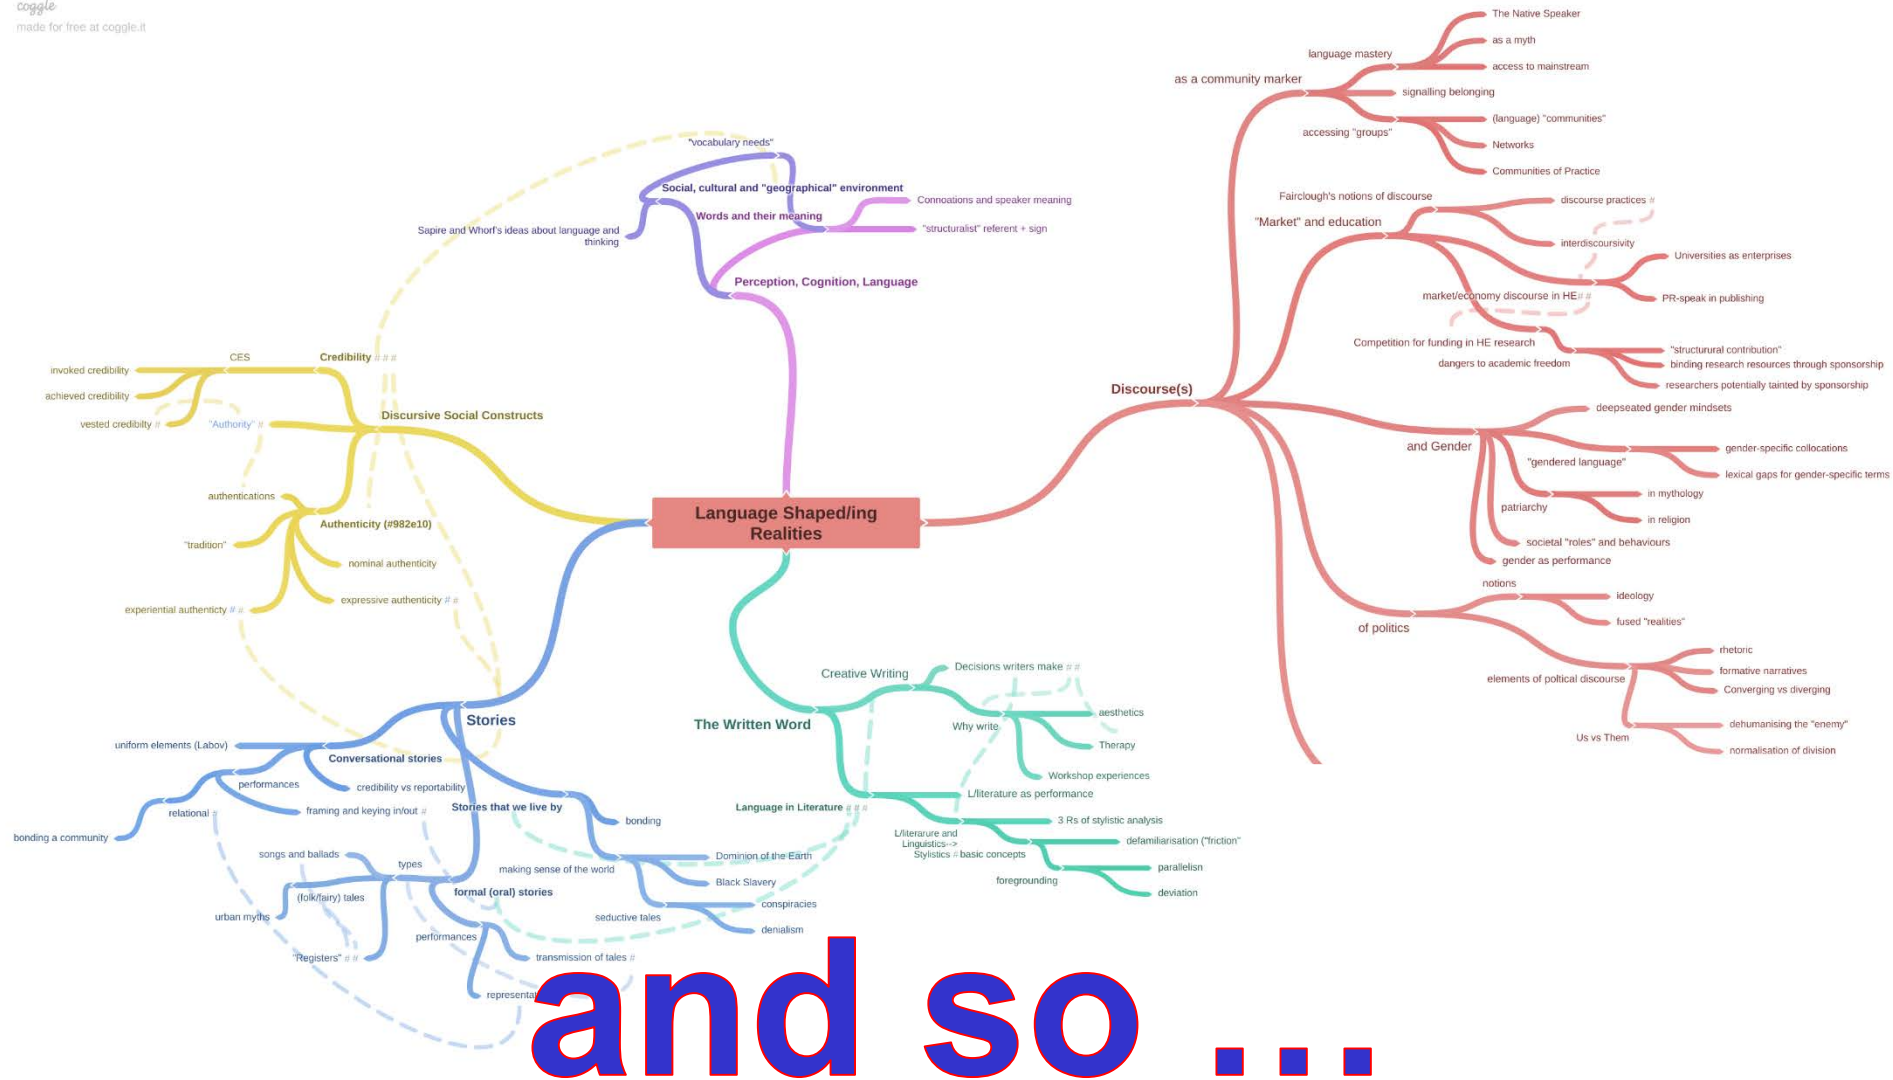 coggle
made for free at coggle.it
"vocabulary needs"
Social, cultural and "geographical" environment
Words and their meaning
Connoations and speaker meaning
"structuralist" referent + sign
Sapire and Whorf's ideas about language and
thinking
Perception, Cognition, Language
CES
Credibility # # #
invoked credibility
achieved credibility
vested crediblity #
"Authority" #
Discursive Social Constructs
authentications
Authenticity (#982e10)
"tradition"
nominal authenticity
expressive authenticity # #
experiential authenticty # #
Language Shaped/ing
Realities
Stories
uniform elements (Labov)
Conversational stories
performances
credibility vs reportability
relational #
framing and keying in/out #
bonding a community
Stories that we live by
bonding
making sense of the world
Dominion of the Earth
Black Slavery
seductive tales
conspiracies
denialism
songs and ballads
types
(folk/fairy) tales
urban myths
"Registers" # #
formal (oral) stories
performances
transmission of tales #
representat
Creative Writing
Decisions writers make # #
The Written Word
Why write
aesthetics
Therapy
Workshop experiences
Language in Literature # # #
L/literature as performance
L/literarure and
Linguistics-->
Stylistics #
3 Rs of stylistic analysis
basic concepts
defamiliarisation ("friction"
foregrounding
parallelisn
deviation
Discourse(s)
as a community marker
language mastery
The Native Speaker
as a myth
access to mainstream
signalling belonging
accessing "groups"
(language) "communities"
Networks
Communities of Practice
"Market" and education
Fairclough's notions of discourse
discourse practices #
interdiscoursivity
market/economy discourse in HE # #
Universities as enterprises
PR-speak in publishing
Competition for funding in HE research
dangers to academic freedom
"structurural contribution"
binding research resources through sponsorship
researchers potentially tainted by sponsorship
and Gender
deepseated gender mindsets
"gendered language"
gender-specific collocations
lexical gaps for gender-specific terms
patriarchy
in mythology
in religion
societal "roles" and behaviours
gender as performance
of politics
notions
ideology
fused "realities"
elements of poltical discourse
rhetoric
formative narratives
Converging vs diverging
Us vs Them
dehumanising the "enemy"
normalisation of division
and so ...